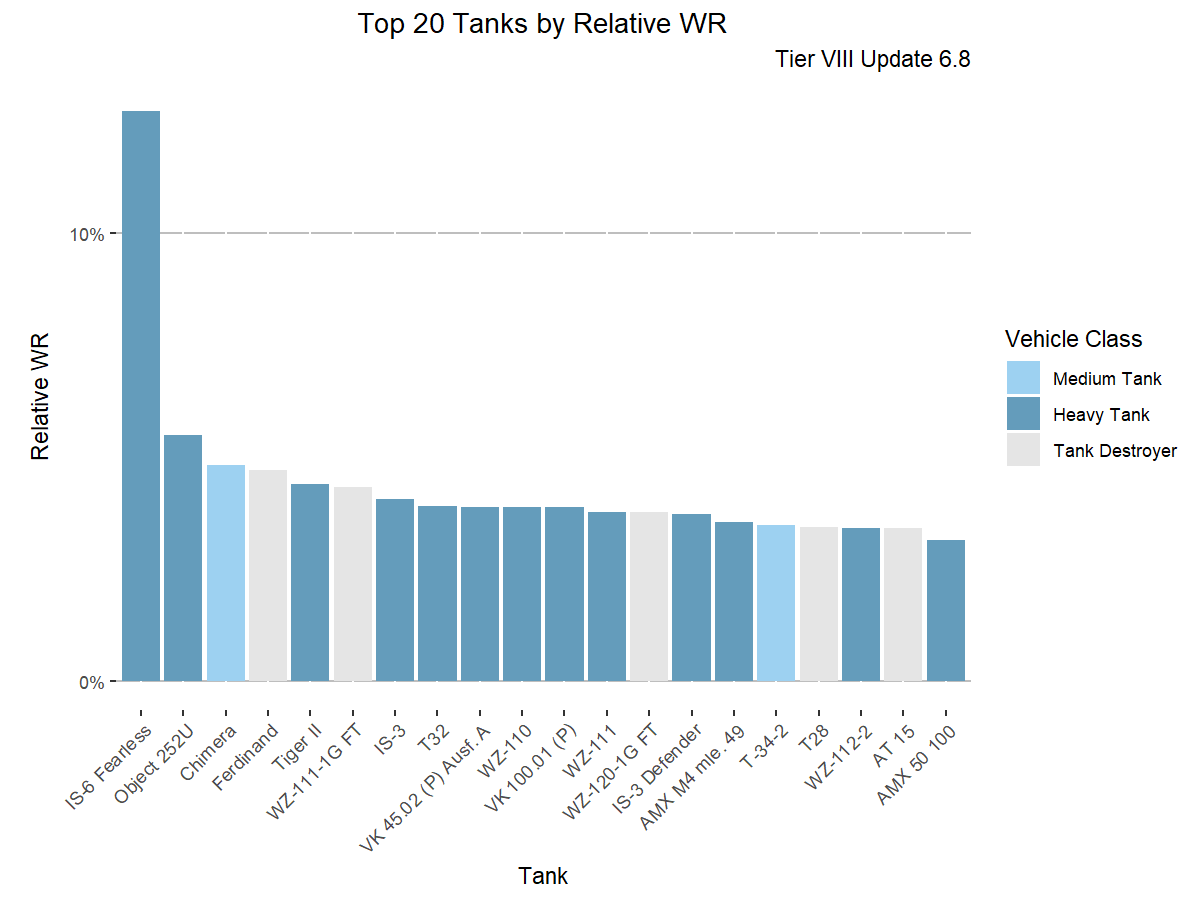 Top 20 Tanks by Relative WR
Tier VIII Update 6.8
10%
0%
Relative WR
IS-6 Fearless
Object 252U
Chimera
Ferdinand
Tiger II
WZ-111-1G FT
IS-3
T32
VK 45.02 (P) Ausf. A
WZ-110
VK 100.01 (P)
WZ-111
WZ-120-1G FT
IS-3 Defender
AMX M4 mle. 49
T-34-2
T28
WZ-112-2
AT 15
AMX 50 100
Tank
Vehicle Class
Medium Tank
Heavy Tank
Tank Destroyer